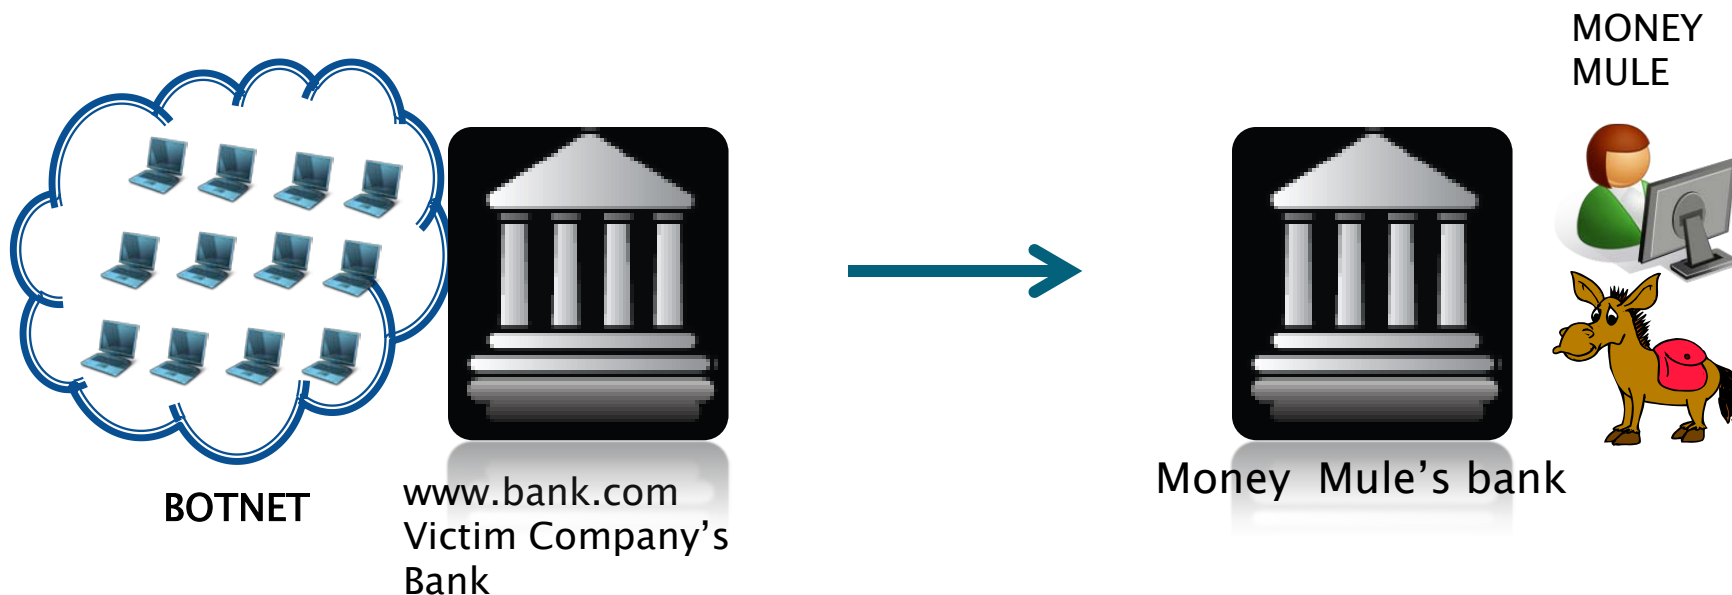 MONEY
MULE
BOTNET
www.bank.com
Victim Company’s
Bank
Money  Mule’s bank